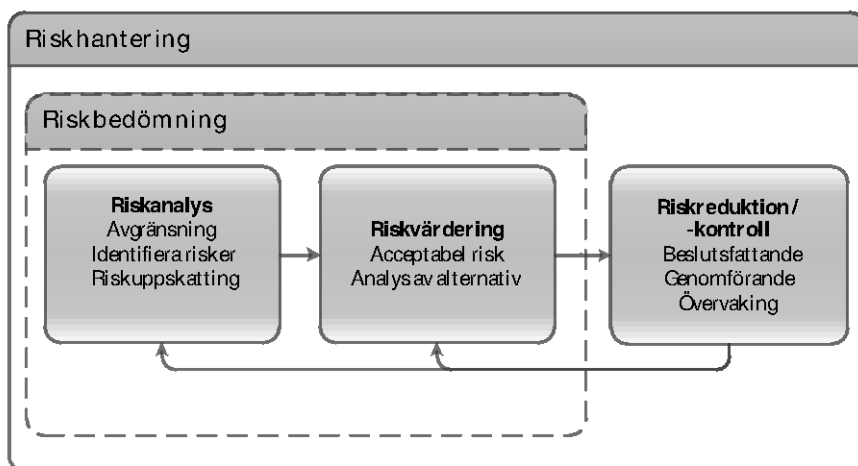 Riskhantering
Riskbedömning
Riskanalys
Avgränsning
Identifiera risker
Riskuppskatting
Riskvärdering
Acceptabel risk
Analys av alternativ
Riskreduktion/
-kontroll
Beslutsfattande
Genomförande
Övervaking